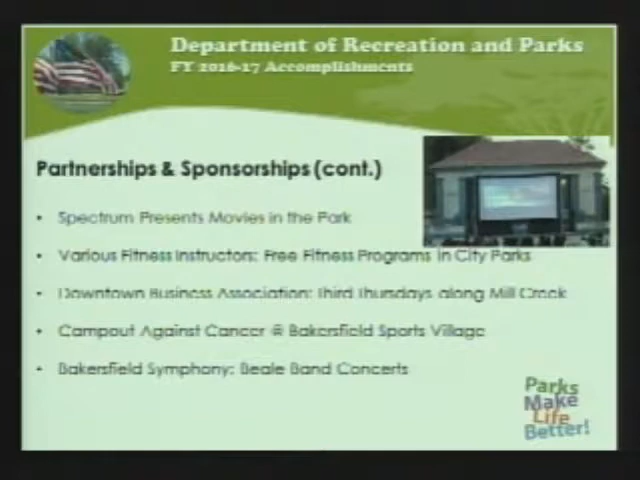 Department of Recreation and Parks
FY 2016-17 Accomplishments
Partnerships & Sponsorships (cont.)
• Spectrum Presents Movies in the Park
• Various Fitness Instructors: Free Fitness Programs in City Parks
• Downtown Business Association: Third Thursdays along Mill Creek
• Campout Against Cancer @ Bakersfield Sports Village
• Bakersfield Symphony: Beale Band Concerts
Parks
Make
Life
Better!